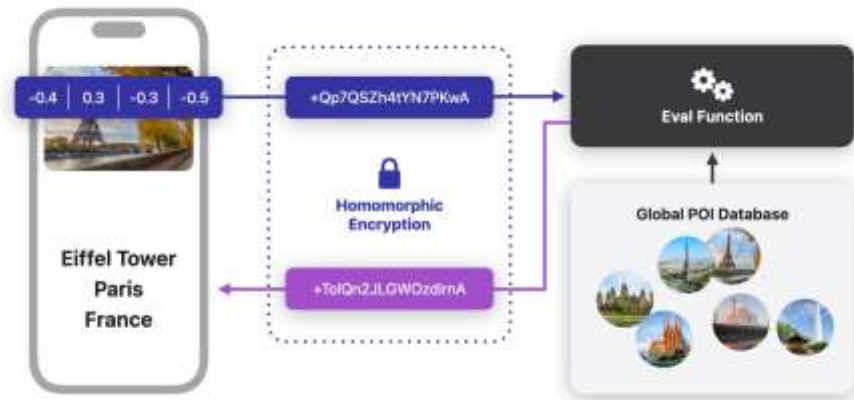 -0.4 | 0.3 | -0.3 | -0.5
+Qp7QSZh4tYN7PKwA
Eval Function
Homomorphic
Encryption
Global POI Database
Eiffel Tower
Paris
France